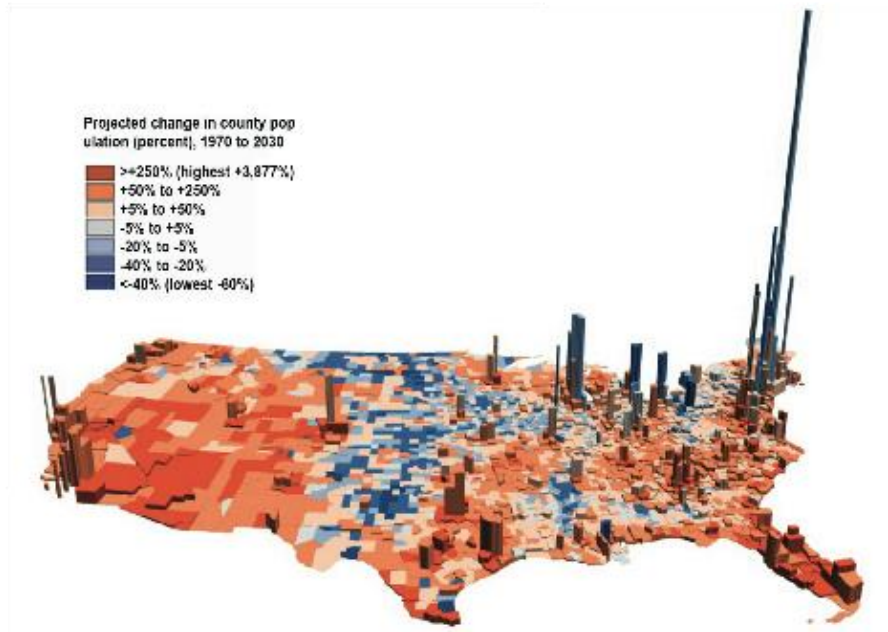 Projected change in county pop
ulation (percent), 1970 to 2030
>+250% (highest +3,877%)
+50% to +250%
+5% to +50%
-5% to +5%
-20% to -5%
-40% to -20%
<-40% (lowest -60%)